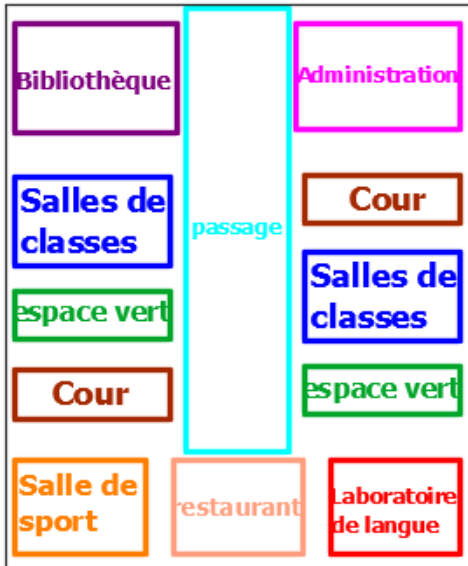 Bibliothèque
Administration
Salles de
classes
passage
Cour
Salles de
classes
espace vert
Cour
espace vert
Salle de
sport
restaurant
Laboratoire
de langue